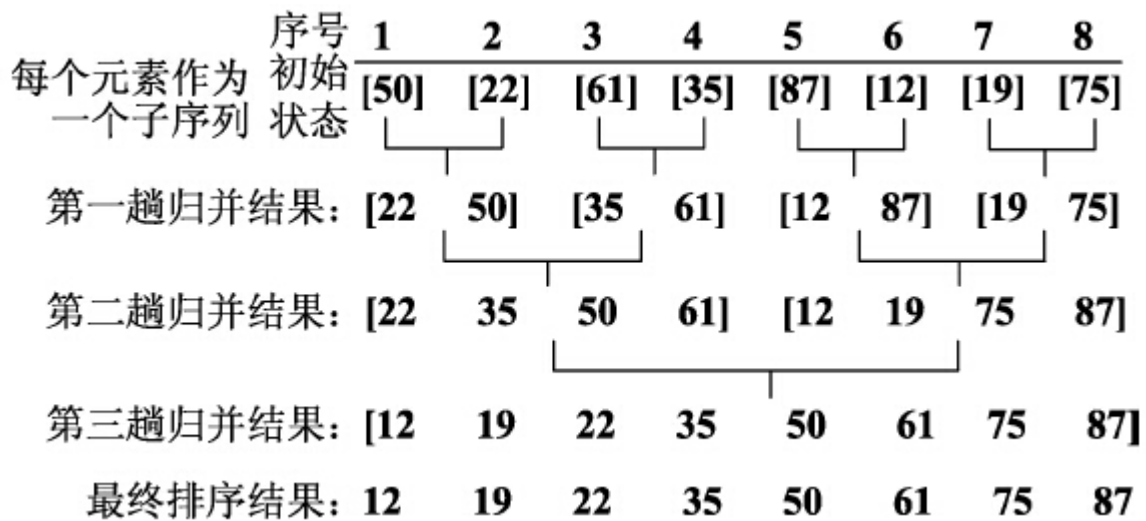 序号 1 2 3 4 5 6 7 8
每个元素作为 初始 [50] [22] [61] [35] [87] [12] [19] [75]
一个子序列 状态
第一趟归并结果：[22 50] [35 61] [12 87] [19 75]
第二趟归并结果：[22 35 50 61] [12 19 75 87]
第三趟归并结果：[12 19 22 35 50 61 75 87]
最终排序结果：12 19 22 35 50 61 75 87